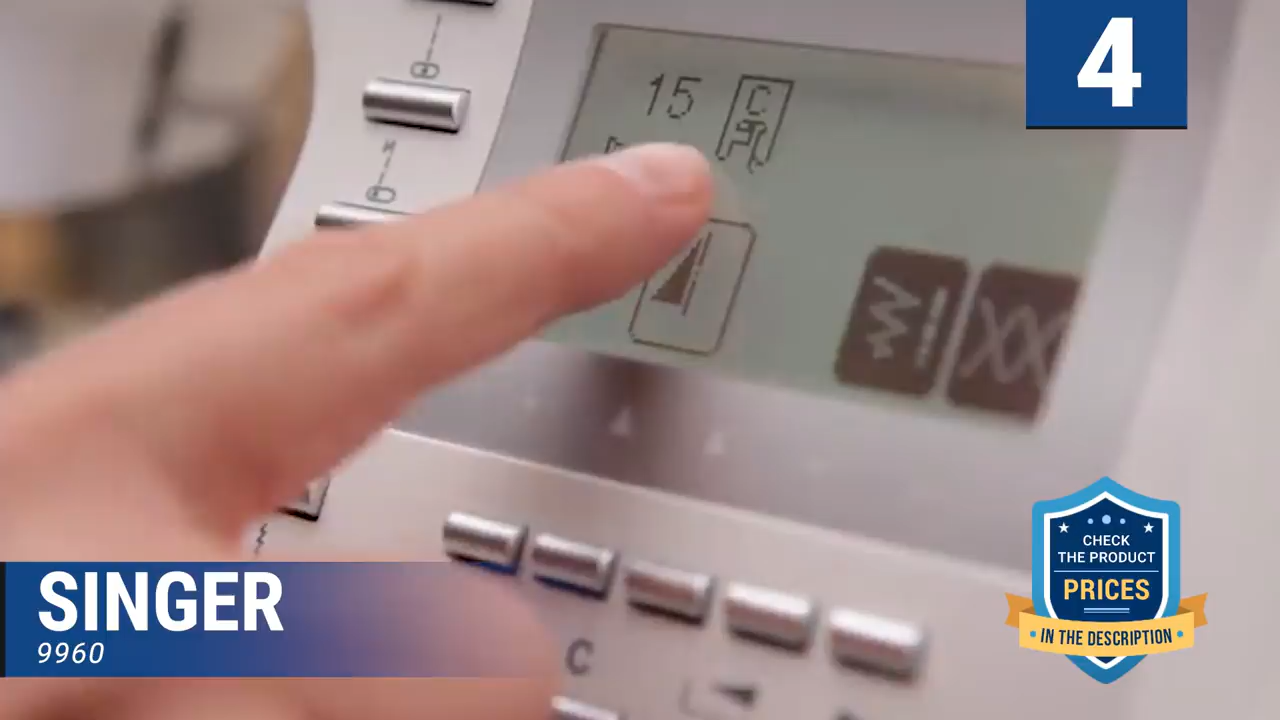 4
15
C
C
SINGER
9960
CHECK
THE PRODUCT
PRICES
IN THE DESCRIPTION